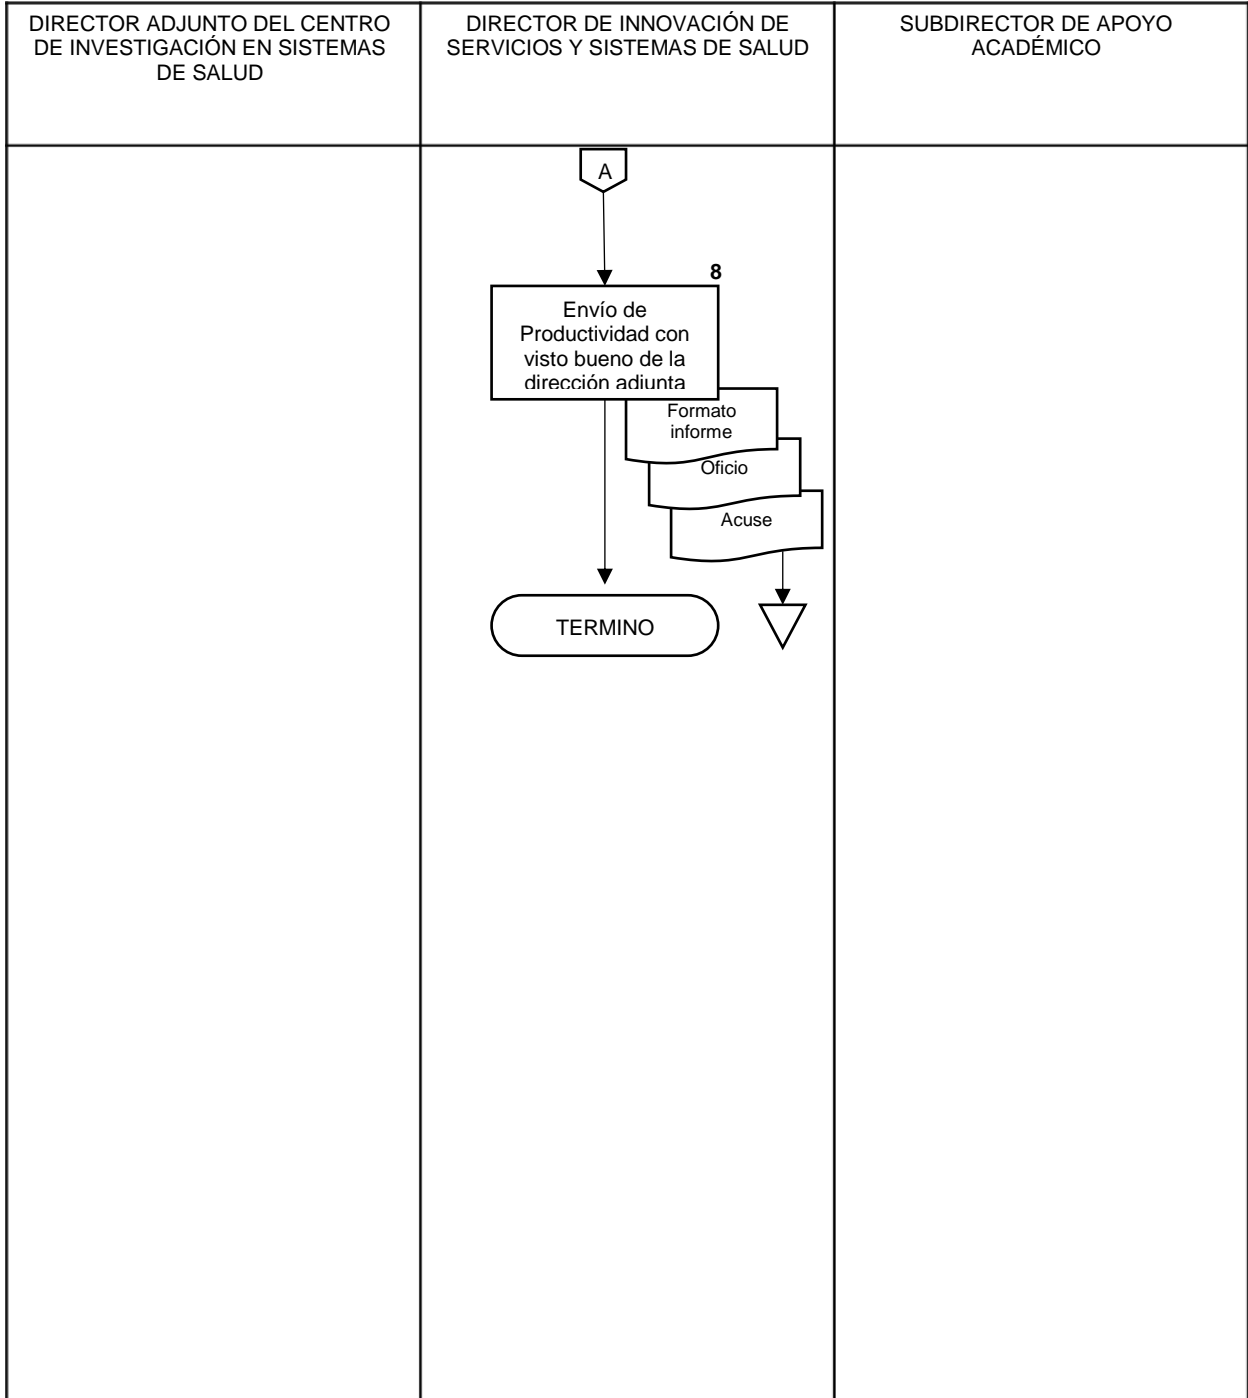 DIRECTOR ADJUNTO DEL CENTRO
DE INVESTIGACIÓN EN SISTEMAS
DE SALUD
DIRECTOR DE INNOVACIÓN DE
SERVICIOS Y SISTEMAS DE SALUD
SUBDIRECTOR DE APOYO
ACADÉMICO
A
8
Envío de
Productividad con
visto bueno de la
dirección adjunta
Formato
informe
Oficio
Acuse
TERMINO